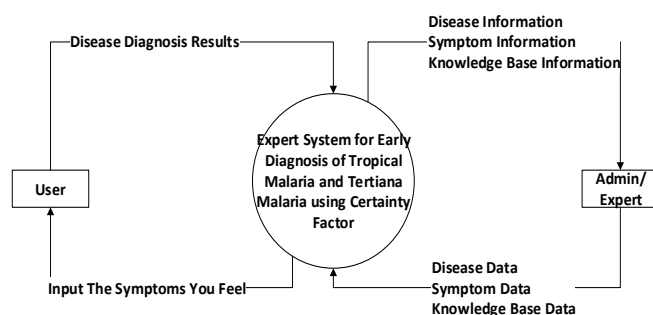 Disease Diagnosis Results
Disease Information
Symptom Information
Knowledge Base Information
Expert System for Early
Diagnosis of Tropical
Malaria and Tertiana
Malaria using Certainty
Factor
User
Admin/
Expert
Input The Symptoms You Feel
Disease Data
Symptom Data
Knowledge Base Data